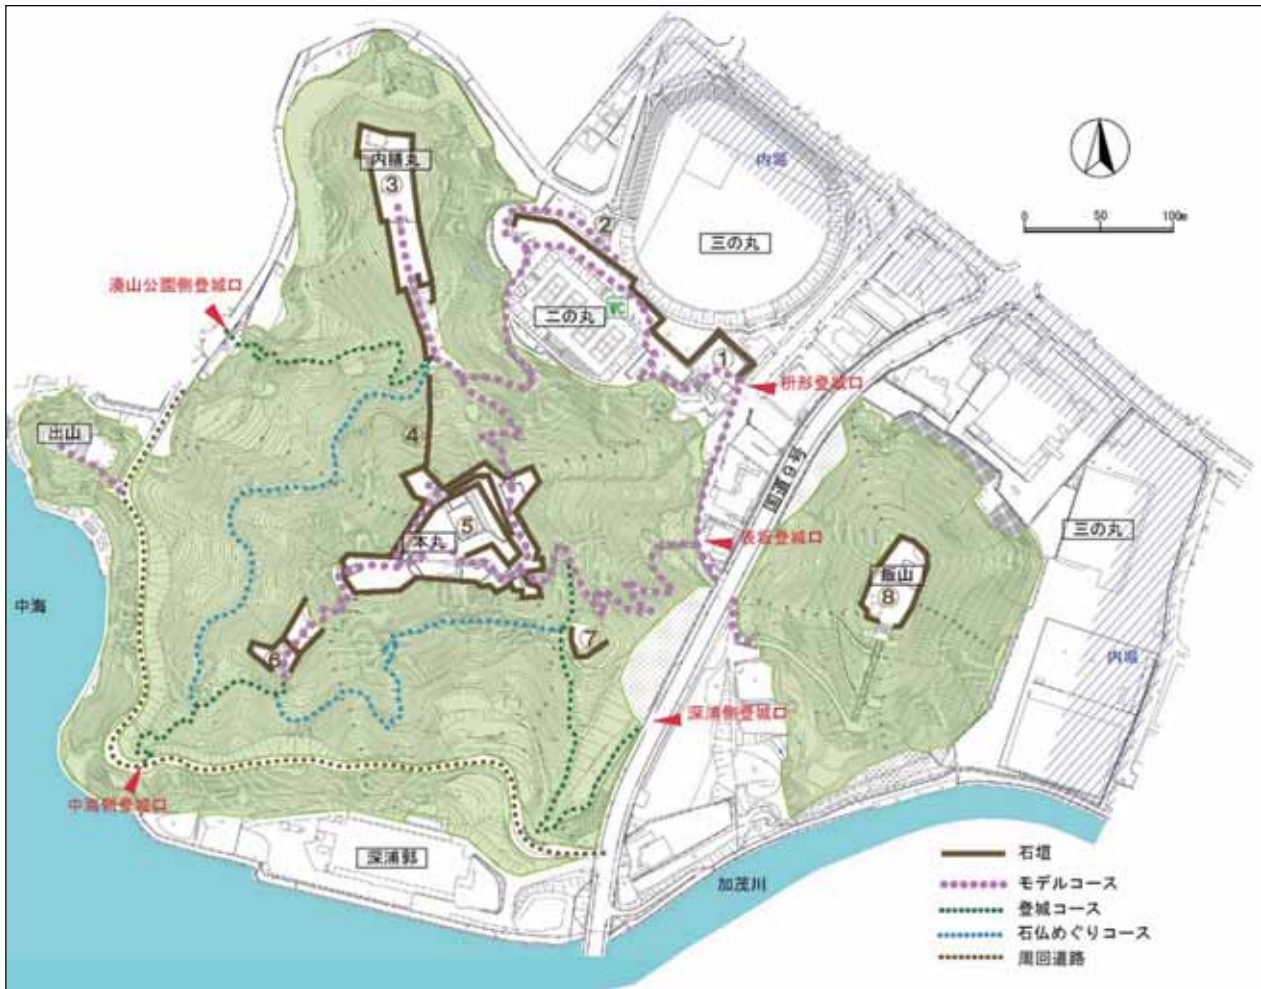 内膳丸
③
内堀
②
三の丸
0
50
100m
湊山公園側登城口
二の丸
WC
①
枡形登城口
出山
④
国道9号
⑤
本丸
表坂登城口
三の丸
飯山
⑧
中海
⑦
⑥
内堀
深浦側登城口
中海側登城口
深浦郭
加茂川
石垣
モデルコース
登城コース
石仏めぐりコース
周回道路